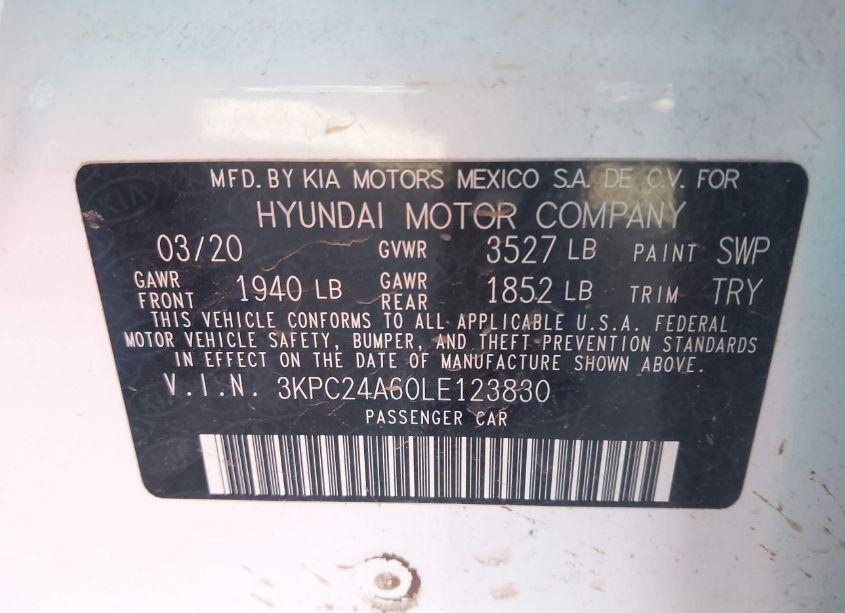 MFD. BY KIA MOTORS MEXICO S.A. DE C.V. FOR
HYUNDAI MOTOR COMPANY
03/20 GVWR 3527 LB PAINT SWP
GAWR FRONT 1940 LB GAWR REAR 1852 LB TRIM TRY
THIS VEHICLE CONFORMS TO ALL APPLICABLE U.S.A. FEDERAL
MOTOR VEHICLE SAFETY, BUMPER, AND THEFT PREVENTION STANDARDS
IN EFFECT ON THE DATE OF MANUFACTURE SHOWN ABOVE.
V.I.N. 3KPC24A60LE123830
PASSENGER CAR